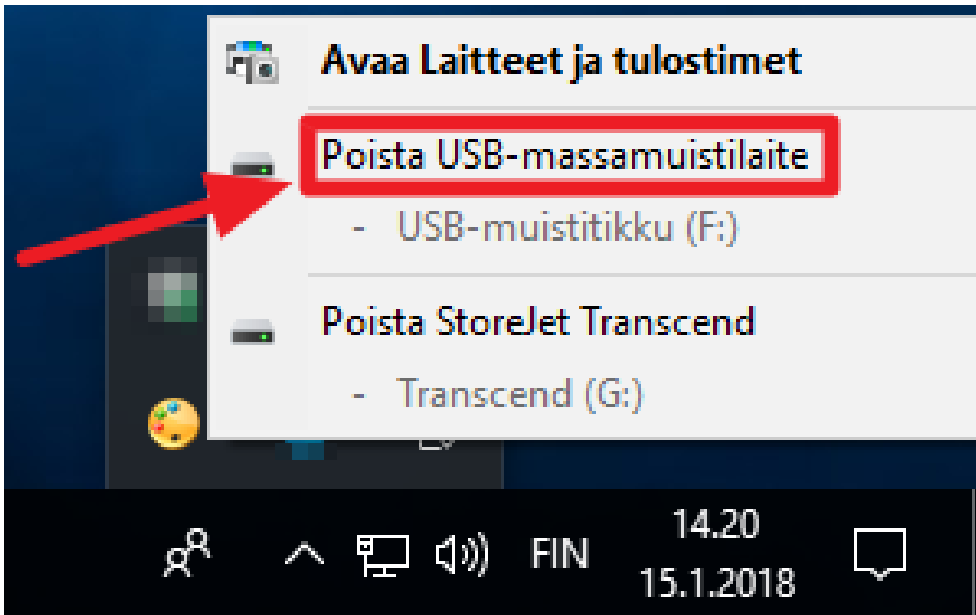 Avaa Laitteet ja tulostimet
Poista USB-massamuistilaite
- USB-muistitikku (F:)
Poista StoreJet Transcend
- Transcend (G:)
FIN
14.20
15.1.2018